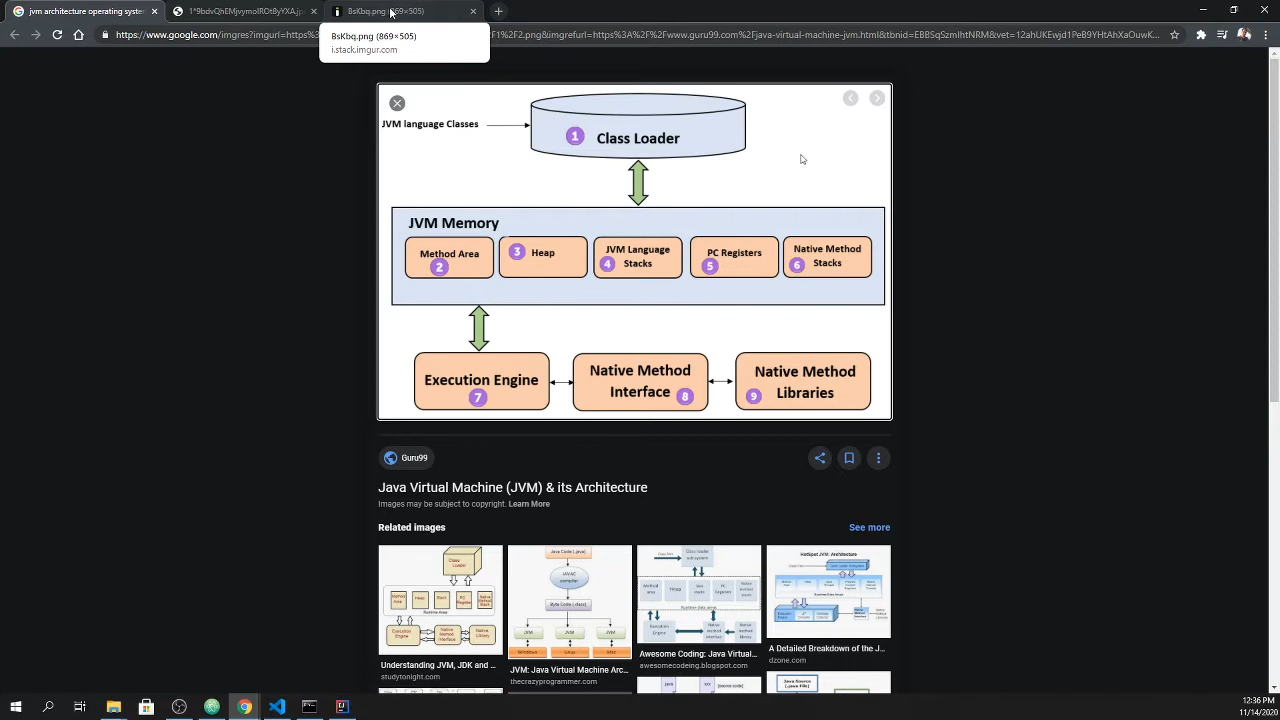 jvm architecture operating system
1*9bdvQhEMjvymolROtByYXA.jp
BsKbq.png (869×505)
BsKbq.png (869×505)
i.stack.imgur.com
JVM language Classes
1
Class Loader
JVM Memory
Method Area
2
3
Heap
JVM Language
4
Stacks
PC Registers
5
Native Method
6
Stacks
Execution Engine
7
Native Method
Interface
8
Native Method
9
Libraries
Guru99
Java Virtual Machine (JVM) & its Architecture
Images may be subject to copyright. Learn More
Related images
See more
Understanding JVM, JDK and ...
studytonight.com
JVM: Java Virtual Machine Arc...
thecrazyprogrammer.com
Awesome Coding: Java Virtual...
awesomecodeing.blogspot.com
A Detailed Breakdown of the J...
dzone.com
12:36 PM
11/14/2020